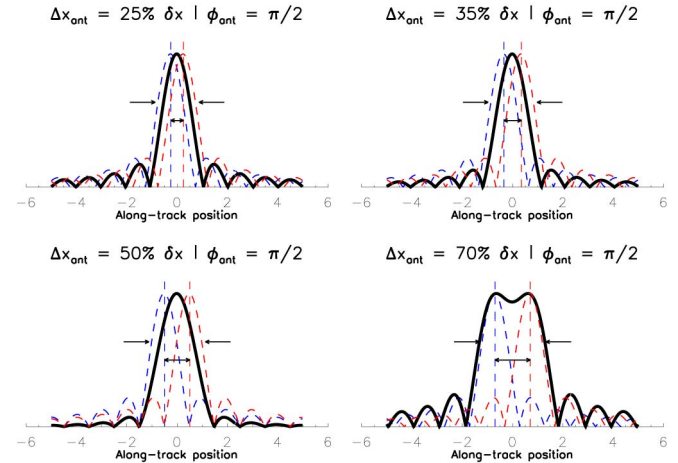 Δx_ant = 25% δx | ϕ_ant = π/2
-6 -4 -2 0 2 4 6
Along-track position
Δx_ant = 35% δx | ϕ_ant = π/2
-6 -4 -2 0 2 4 6
Along-track position
Δx_ant = 50% δx | ϕ_ant = π/2
-6 -4 -2 0 2 4 6
Along-track position
Δx_ant = 70% δx | ϕ_ant = π/2
-6 -4 -2 0 2 4 6
Along-track position